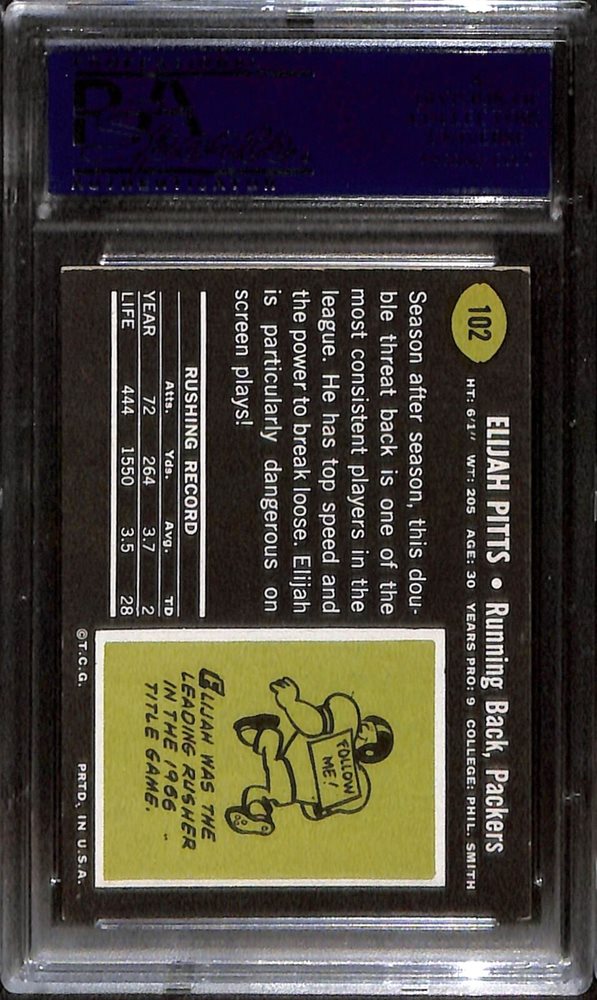 PSA
AUTHENTICATION
102
ELIJAH PITTS • Running Back, Packers
HT: 6/1" WT: 205 AGE: 30 YEARS PRO: 9 COLLEGE: PHIL. SMITH
Season after season, this dou-
ble threat back is one of the
most consistent players in the
league. He has top speed and
the power to break loose. Elijah
is particularly dangerous on
screen plays!
RUSHING RECORD
Atts. Yds. Avg. TD
YEAR 72 264 3.7 2
LIFE 444 1550 3.5 28
FOLLOW
ME!
ELIJAH WAS THE
LEADING RUSHER
IN THE 1966
TITLE GAME.
©T.C.G. PRTD. IN U.S.A.